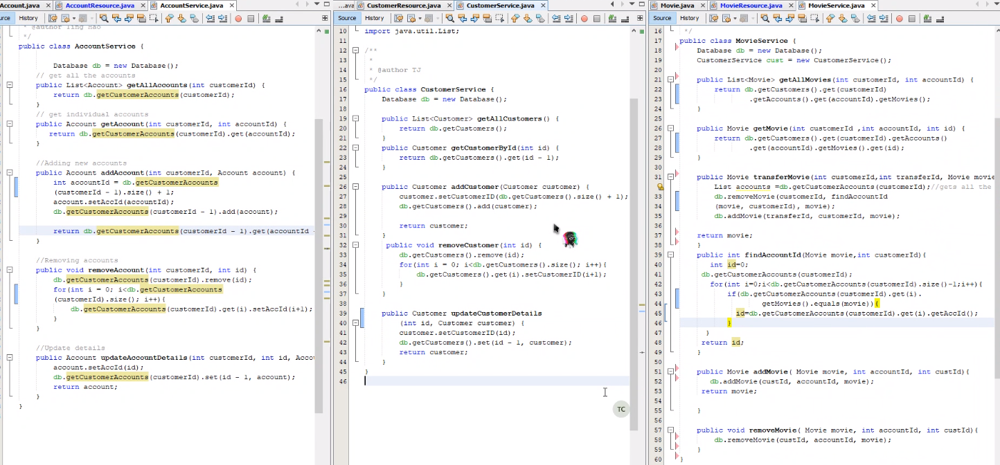 Account.java × AccountResource.java × AccountService.java ×
Source History
* @author Ting Hao
*/
public class AccountService {
Database db = new Database();
// get all the accounts
public List<Account> getAllAccounts(int customerId) {
return db.getCustomerAccounts(customerId);
}
// get individual accounts
public Account getAccount(int customerId, int accountId) {
return db.getCustomerAccounts(customerId).get(accountId);
}
//Adding new accounts
public Account addAccount(int customerId, Account account) {
int accountId = db.getCustomerAccounts
(customerId - 1).size() + 1;
account.setAccId(accountId);
db.getCustomerAccounts(customerId - 1).add(account);
return db.getCustomerAccounts(customerId - 1).get(accountId -
}
//Removing accounts
public void removeAccount(int customerId, int id) {
db.getCustomerAccounts(customerId).remove(id);
for(int i = 0; i<db.getCustomerAccounts
(customerId).size(); i++){
db.getCustomerAccounts(customerId).get(i).setAccId(i+1);
}
}
//Update details
public Account updateAccountDetails(int customerId, int id, Accou
account.setAccId(id);
db.getCustomerAccounts(customerId).set(id - 1, account);
return account;
}
}
...ava CustomerResource.java × CustomerService.java ×
Source History
10 import java.util.List;
11
12 /**
13 *
14 * @author TJ
15 */
16 public class CustomerService {
17 Database db = new Database();
18
19 public List<Customer> getAllCustomers() {
20 return db.getCustomers();
21 }
22 public Customer getCustomerById(int id) {
23 return db.getCustomers().get(id - 1);
24 }
25
26 public Customer addCustomer(Customer customer) {
27 customer.setCustomerID(db.getCustomers().size() + 1);
28 db.getCustomers().add(customer);
29
30 return customer;
31 }
32 public void removeCustomer(int id) {
33 db.getCustomers().remove(id);
34 for(int i = 0; i<db.getCustomers().size(); i++){
35 db.getCustomers().get(i).setCustomerID(i+1);
36 }
37 }
38
39 public Customer updateCustomerDetails
40 (int id, Customer customer) {
41 customer.setCustomerID(id);
42 db.getCustomers().set(id - 1, customer);
43 return customer;
44 }
45 }
46
TC
Movie.java × MovieResource.java × MovieService.java ×
Source History
16 */
17 public class MovieService {
18 Database db = new Database();
19 CustomerService cust = new CustomerService();
20
21 public List<Movie> getAllMovies(int customerId, int accountId) {
22 return db.getCustomers().get(customerId)
23 .getAccounts().get(accountId).getMovies();
24 }
25
26 public Movie getMovie(int customerId ,int accountId, int id) {
27 return db.getCustomers().get(customerId).getAccounts()
28 .get(accountId).getMovies().get(id);
29 }
30
31 public Movie transferMovie(int customerId,int transferId, Movie movie
List accounts =db.getCustomerAccounts(customerId);//gets all the
33 db.removeMovie(customerId, findAccountId
34 (movie, customerId), movie);
35 db.addMovie(transferId, customerId, movie);
36
37 return movie;
38 }
39 public int findAccountId(Movie movie,int customerId){
40 int id=0;
41 db.getCustomerAccounts(customerId);
42 for(int i=0;i<db.getCustomerAccounts(customerId).size()-1;i++){
43 if(db.getCustomerAccounts(customerId).get(i).
44 getMovies().equals(movie)){
45 id=db.getCustomerAccounts(customerId).get(i).getAccId();
46 }
47 }
48 return id;
49 }
50
51 public Movie addMovie( Movie movie, int accountId, int custId){
52 db.addMovie(custId, accountId, movie);
53 return movie;
54
55 }
56
57 public void removeMovie( Movie movie, int accountId, int custId){
58 db.removeMovie(custId, accountId, movie);
59 }
60 }